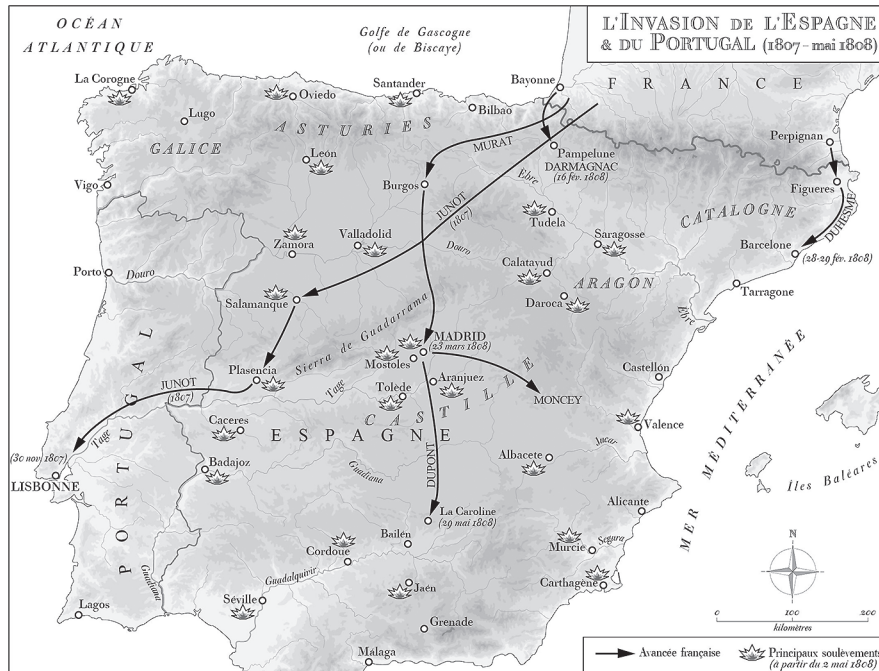 L'INVASION DE L'ESPAGNE
& DU PORTUGAL (1807 – mai 1808)
OCÉAN
ATLANTIQUE
Golfe de Gascogne
(ou de Biscaye)
Bayonne
FRANCE
La Corogne
Oviedo
Santander
Bilbao
Lugo
ASTURIES
MURAT
Perpignan
GALICE
León
Pampelune
DARMAGNAC
(16 fév. 1808)
Vigo
Burgos
Èbre
Figueres
JUNOT
(1807)
CATALOGNE
DUHESME
Tudela
Zamora
Valladolid
Saragosse
Barcelone
(28-29 fév. 1808)
Douro
Porto
Douro
Calatayud
ARAGON
Tarragone
Salamanque
Daroca
Èbre
Sierra de Guadarrama
MADRID
(23 mars 1808)
Mostoles
Plasencia
Castellón
JUNOT
(1807)
Tage
Tolède
Aranjuez
MONCEY
CASTILLE
MER MÉDITERRANÉE
PORTUGAL
Tage
Caceres
ESPAGNE
Valence
(30 nov. 1807)
LISBONNE
Badajoz
Guadiana
DUPONT
Albacete
Jucar
Îles Baléares
La Caroline
(29 mai 1808)
Alicante
Bailén
Cordoue
Murcie
Segura
N
Guadiana
Guadalquivir
Jaén
Carthagène
Séville
Lagos
Grenade
0 100 200
kilomètres
Málaga
Avancée française
Principaux soulèvements
(à partir du 2 mai 1808)